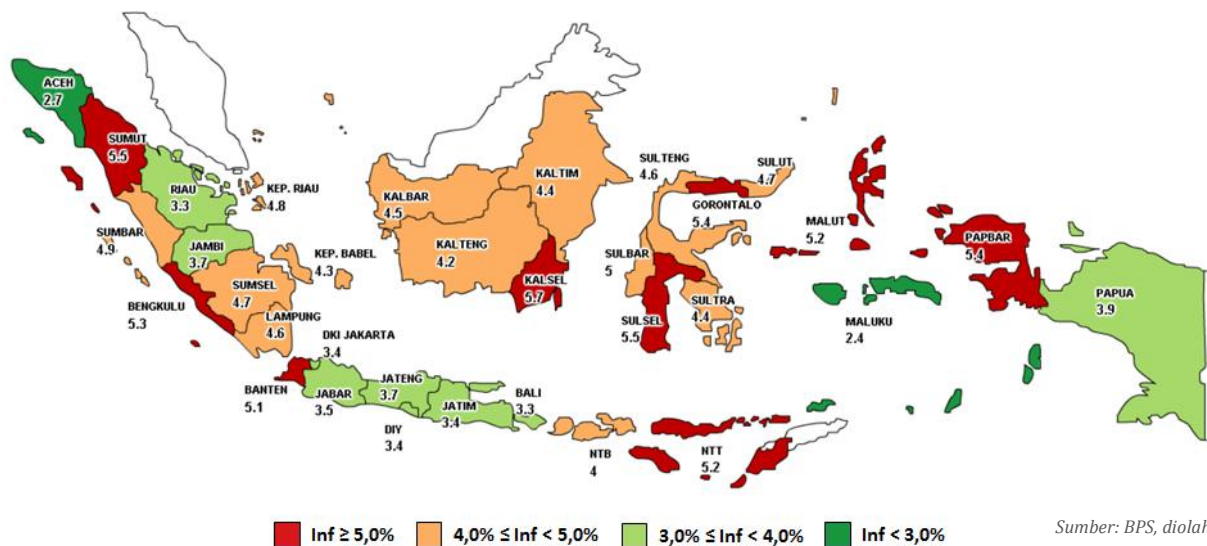 ACEH
2.7
SUMUT
5.5
RIAU
3.3
KEP. RIAU
4.8
SUMBAR
4.9
JAMBI
3.7
KEP. BABEL
4.3
SUMSEL
4.7
BENGKULU
5.3
LAMPUNG
4.6
DKI JAKARTA
3.4
BANTEN
5.1
JABAR
3.5
JATENG
3.7
DIY
3.4
JATIM
3.4
BALI
3.3
NTB
4
NTT
5.2
KALBAR
4.5
KALTENG
4.2
KALTIM
4.4
KALSEL
5.7
SULTENG
4.6
SULUT
4.7
GORONTALO
5.4
SULBAR
5
SULSEL
5.5
SULTRA
4.4
MALUT
5.2
MALUKU
2.4
PAPBAR
5.4
PAPUA
3.9
Inf ≥ 5,0%
4,0% ≤ Inf < 5,0%
3,0% ≤ Inf < 4,0%
Inf < 3,0%
Sumber: BPS, diolah